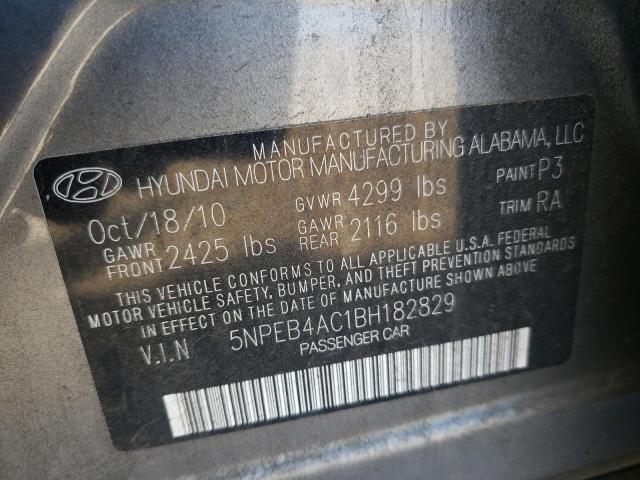 MANUFACTURED BY
HYUNDAI MOTOR MANUFACTURING ALABAMA, LLC
Oct/18/10 GVWR 4299 lbs PAINT P3
GAWR FRONT 2425 lbs GAWR REAR 2116 lbs TRIM RA
THIS VEHICLE CONFORMS TO ALL APPLICABLE U.S.A. FEDERAL
MOTOR VEHICLE SAFETY, BUMPER, AND THEFT PREVENTION STANDARDS
IN EFFECT ON THE DATE OF MANUFACTURE SHOWN ABOVE
V.I.N 5NPEB4AC1BH182829
PASSENGER CAR